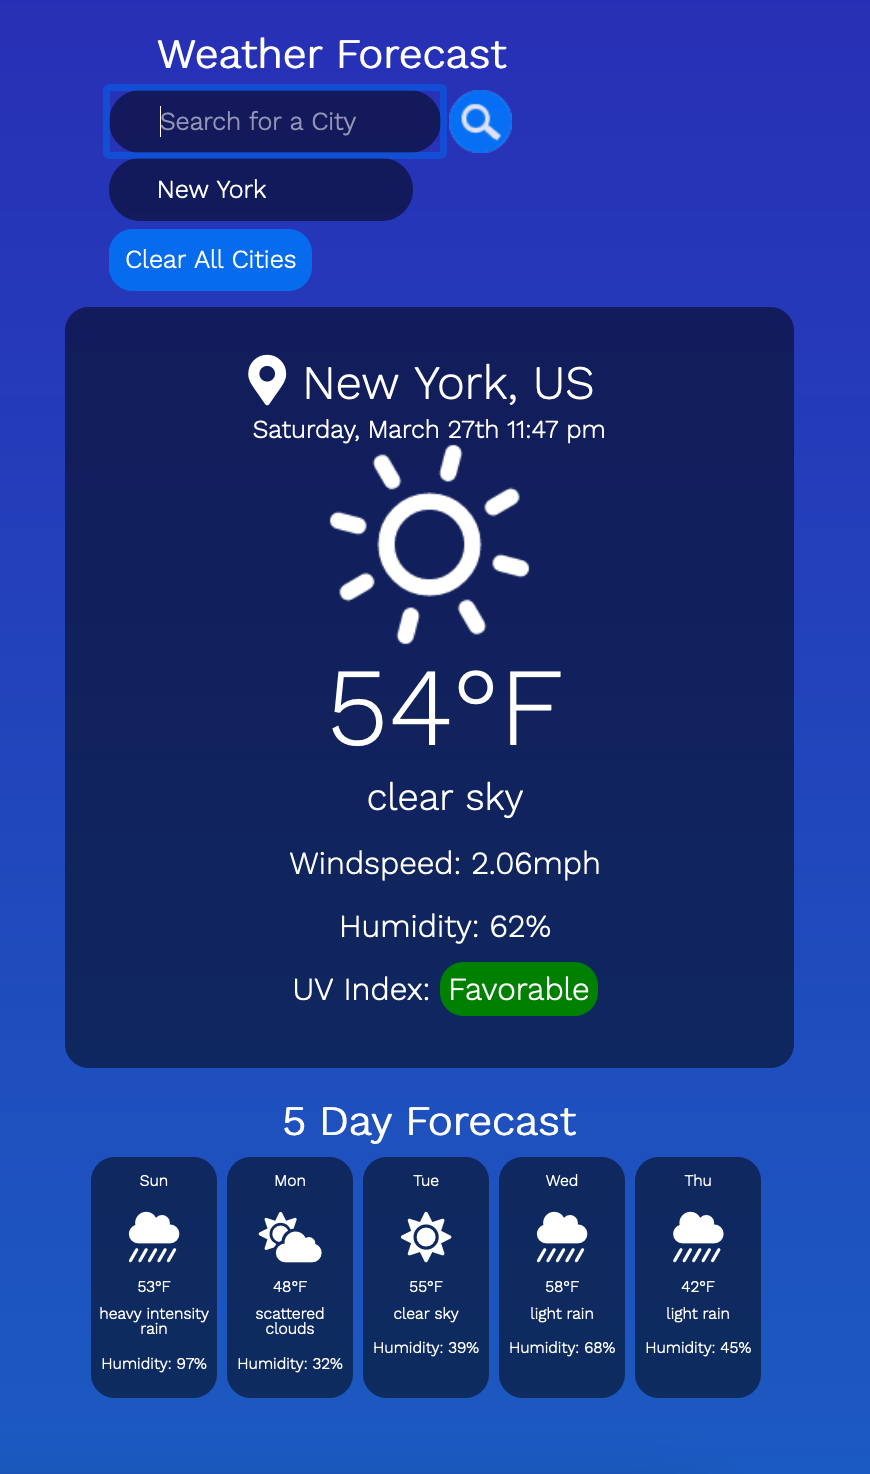 Weather Forecast
Search for a City
New York
Clear All Cities
New York, US
Saturday, March 27th 11:47 pm
54°F
clear sky
Windspeed: 2.06mph
Humidity: 62%
UV Index: Favorable
5 Day Forecast
Sun
53°F
heavy intensity
rain
Humidity: 97%
Mon
48°F
scattered
clouds
Humidity: 32%
Tue
55°F
clear sky
Humidity: 39%
Wed
58°F
light rain
Humidity: 68%
Thu
42°F
light rain
Humidity: 45%